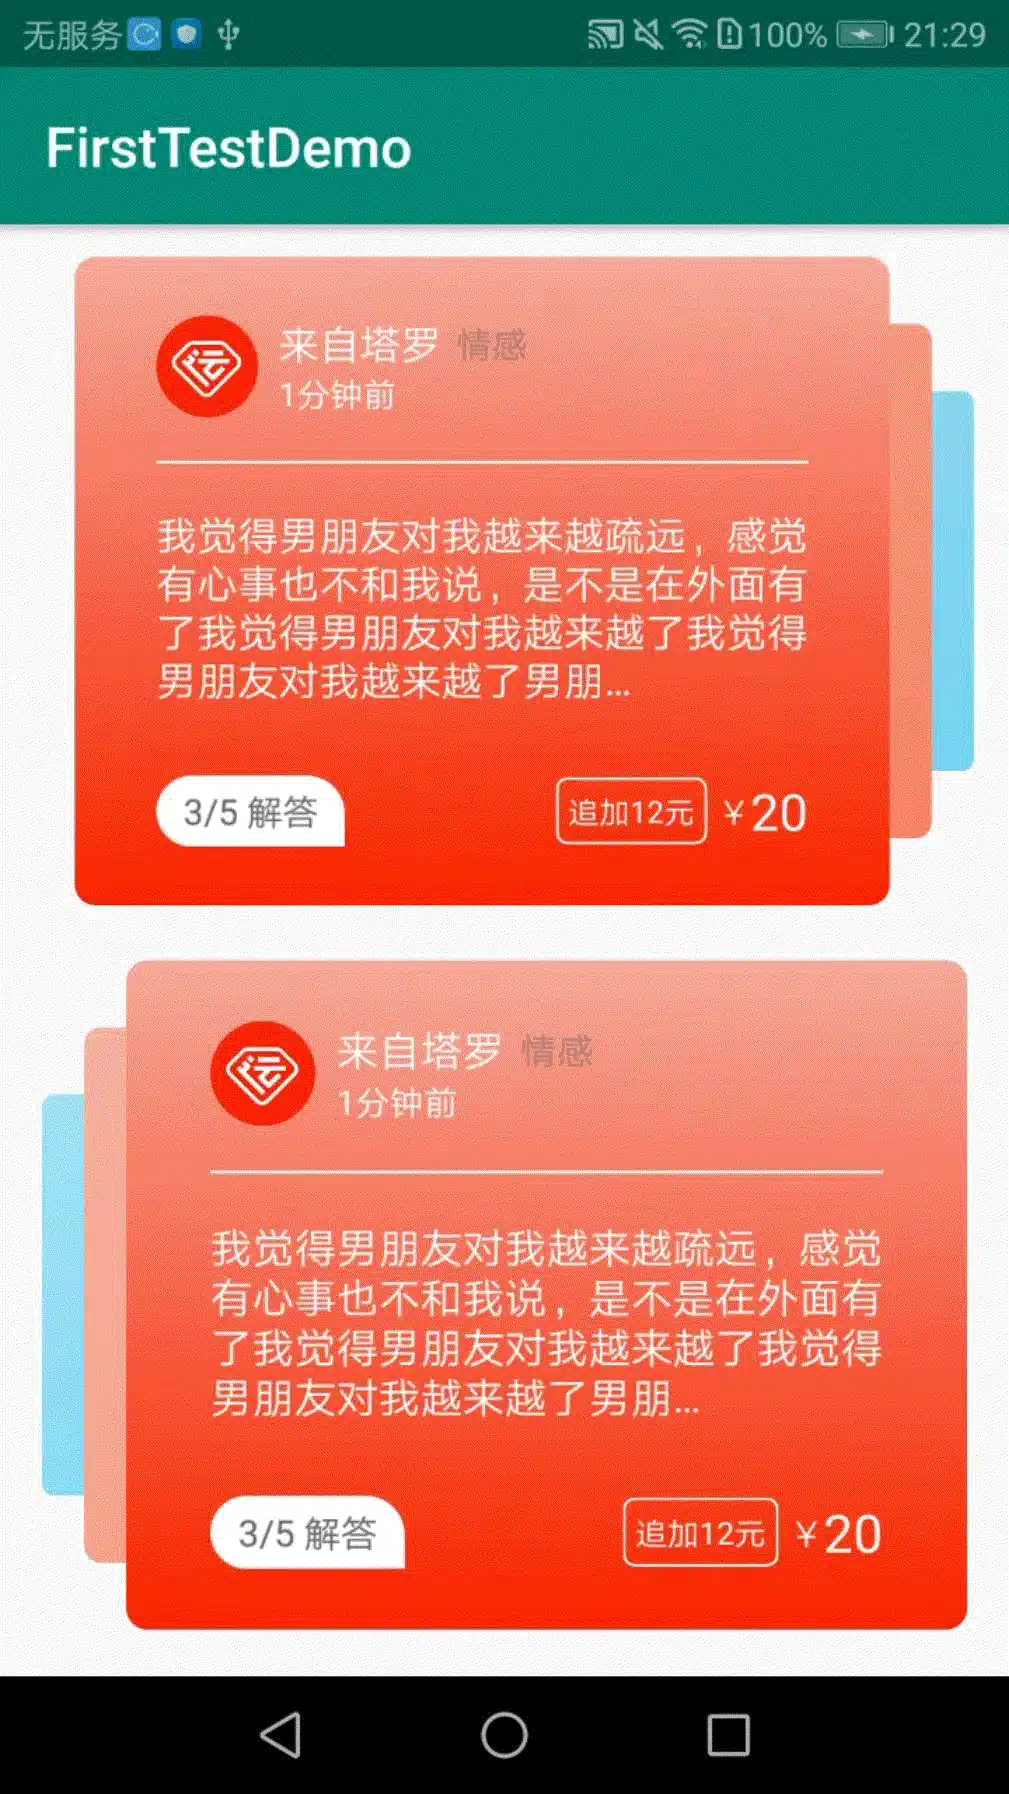 无服务 100% 21:29
FirstTestDemo
来自塔罗 情感
1分钟前
我觉得男朋友对我越来越疏远，感觉
有心事也不和我说，是不是在外面有
了我觉得男朋友对我越来越了我觉得
男朋友对我越来越了男朋...
3/5 解答 追加12元 ￥20
来自塔罗 情感
1分钟前
我觉得男朋友对我越来越疏远，感觉
有心事也不和我说，是不是在外面有
了我觉得男朋友对我越来越了我觉得
男朋友对我越来越了男朋...
3/5 解答 追加12元 ￥20